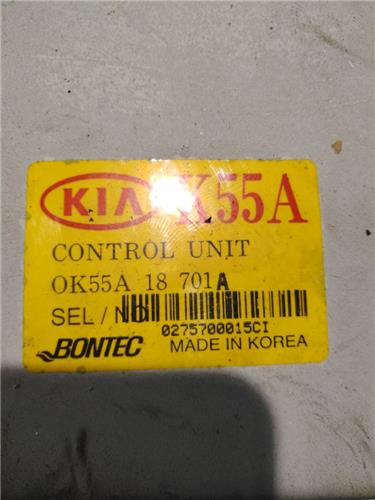 KIA K55A
CONTROL UNIT
OK55A 18 701A
SEL / NO
0275700015CI
BONTEC MADE IN KOREA